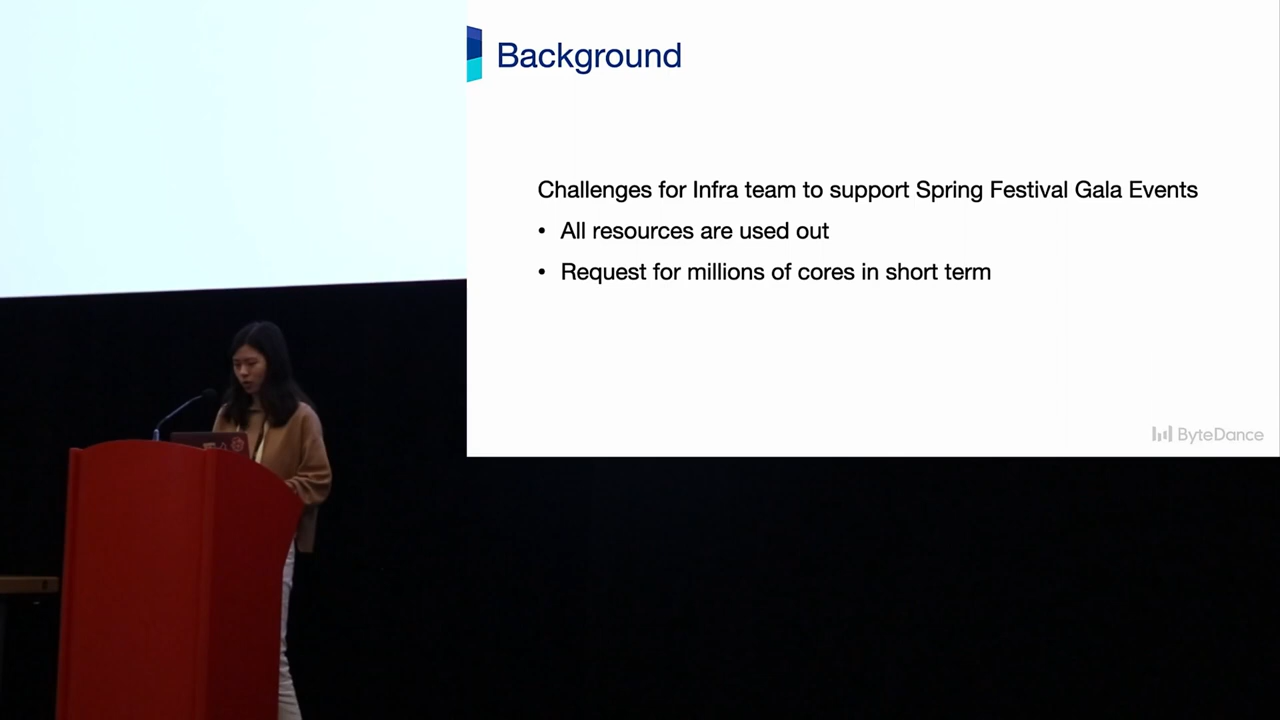 Background
Challenges for Infra team to support Spring Festival Gala Events
• All resources are used out
• Request for millions of cores in short term
ByteDance